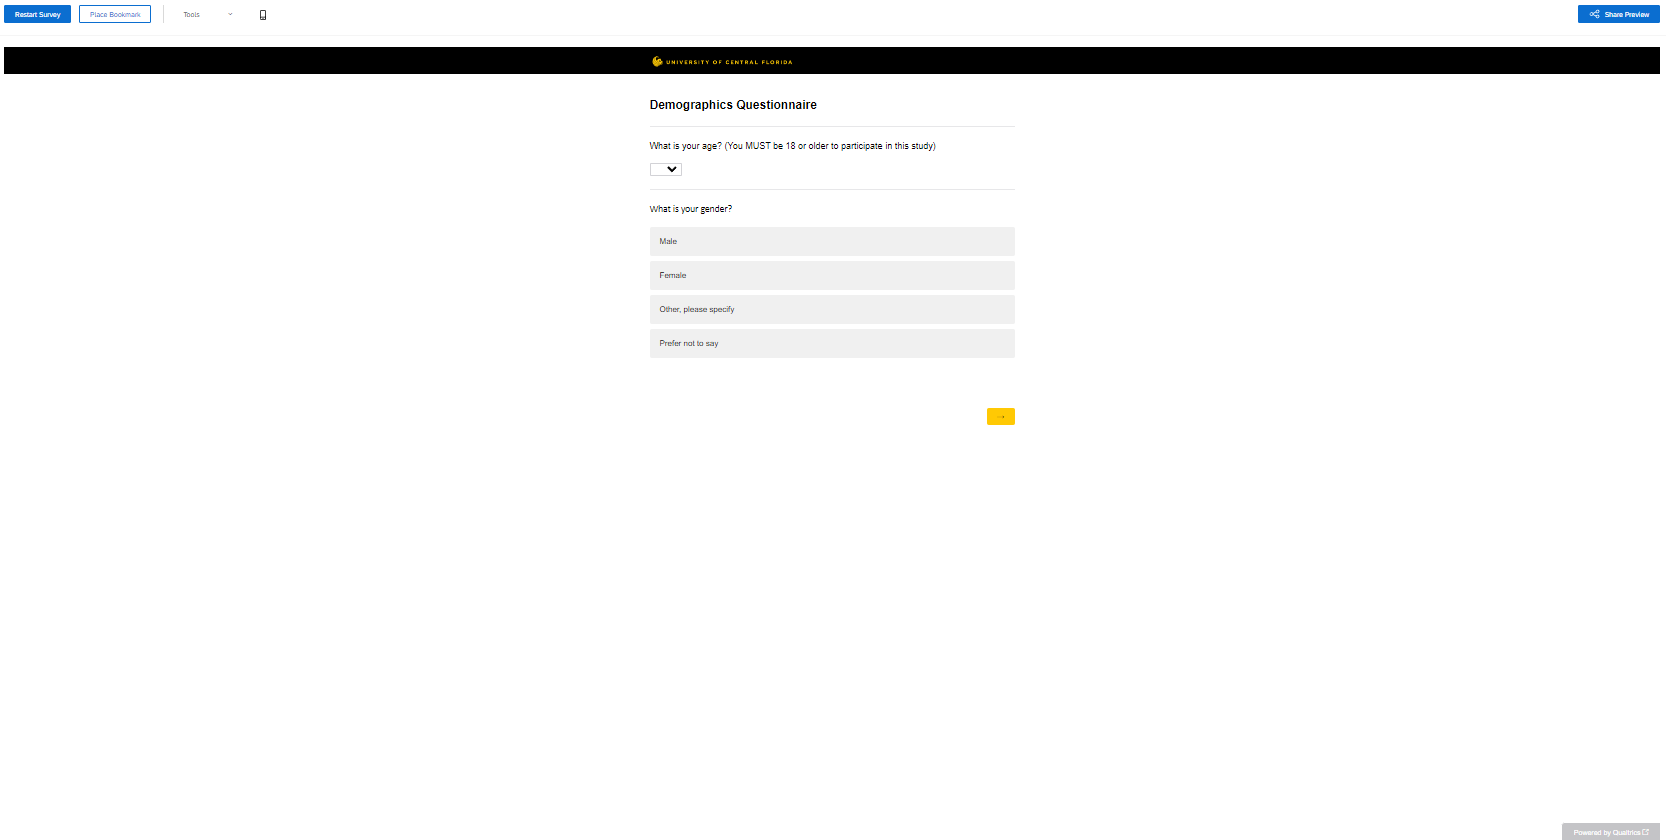 Restart Survey
Place Bookmark
Tools
Share Preview
UNIVERSITY OF CENTRAL FLORIDA
Demographics Questionnaire
What is your age? (You MUST be 18 or older to participate in this study)
What is your gender?
Male
Female
Other, please specify
Prefer not to say
→
Powered by Qualtrics